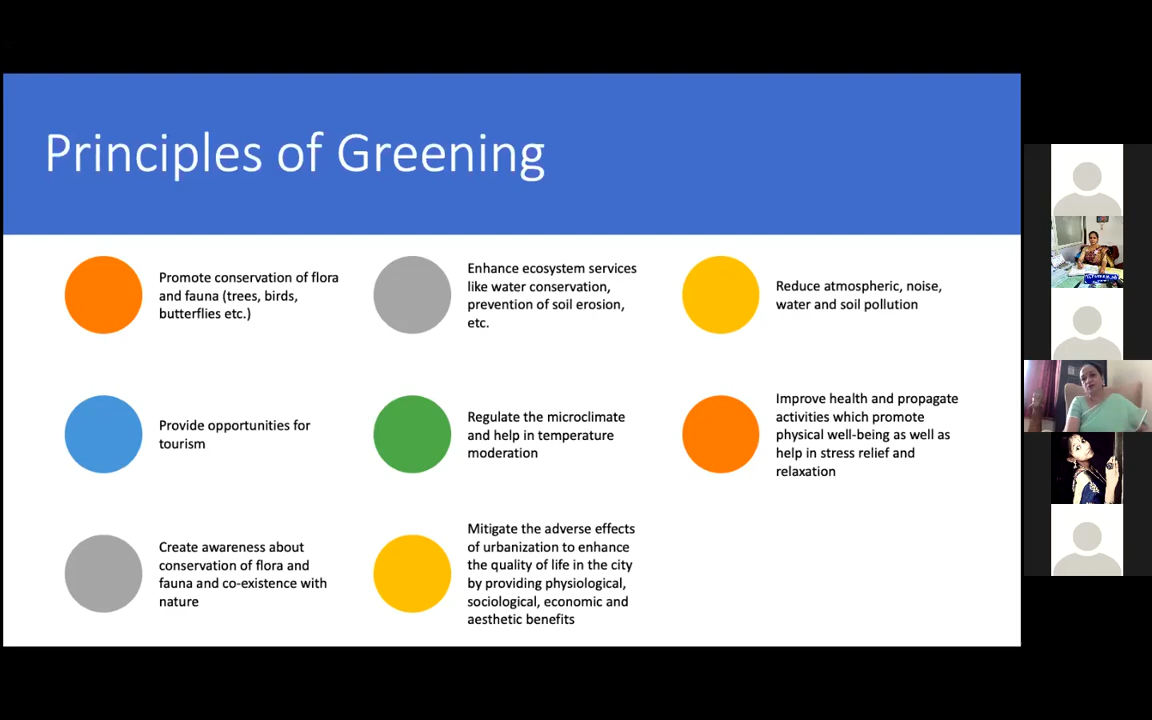 Principles of Greening
Promote conservation of flora
and fauna (trees, birds,
butterflies etc.)
Enhance ecosystem services
like water conservation,
prevention of soil erosion,
etc.
Reduce atmospheric, noise,
water and soil pollution
Provide opportunities for
tourism
Regulate the microclimate
and help in temperature
moderation
Improve health and propagate
activities which promote
physical well-being as well as
help in stress relief and
relaxation
Create awareness about
conservation of flora and
fauna and co-existence with
nature
Mitigate the adverse effects
of urbanization to enhance
the quality of life in the city
by providing physiological,
sociological, economic and
aesthetic benefits